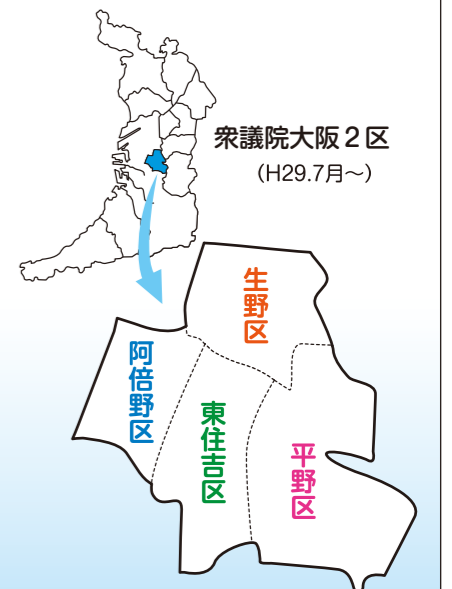 衆議院大阪２区
（H29.7月～）
生野区
阿倍野区
東住吉区
平野区